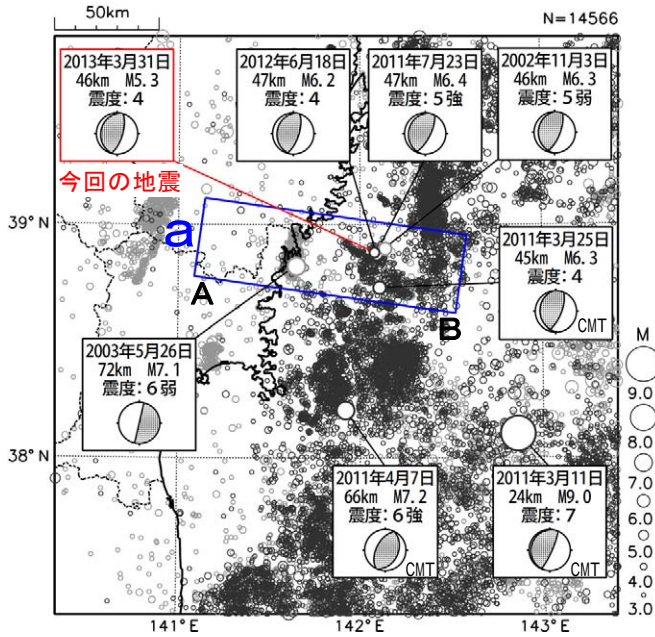 50km
N=14566
2013年3月31日
46km M5.3
震度：4
2012年6月18日
47km M6.2
震度：4
2011年7月23日
47km M6.4
震度：5強
2002年11月3日
46km M6.3
震度：5弱
今回の地震
39°N
a
A
B
2011年3月25日
45km M6.3
震度：4
CMT
2003年5月26日
72km M7.1
震度：6弱
M
9.0
8.0
7.0
6.0
5.0
4.0
3.0
38°N
2011年4月7日
66km M7.2
震度：6強
CMT
2011年3月11日
24km M9.0
震度：7
CMT
141°E
142°E